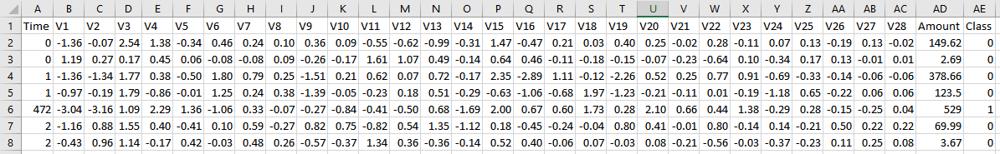 A B C D E F G H I J K L M N O P Q R S T U V W X Y Z AA AB AC AD AE
1 Time V1 V2 V3 V4 V5 V6 V7 V8 V9 V10 V11 V12 V13 V14 V15 V16 V17 V18 V19 V20 V21 V22 V23 V24 V25 V26 V27 V28 Amount Class
2 0 -1.36 -0.07 2.54 1.38 -0.34 0.46 0.24 0.10 0.36 0.09 -0.55 -0.62 -0.99 -0.31 1.47 -0.47 0.21 0.03 0.40 0.25 -0.02 0.28 -0.11 0.07 0.13 -0.19 0.13 -0.02 149.62 0
3 0 1.19 0.27 0.17 0.45 0.06 -0.08 -0.08 0.09 -0.26 -0.17 1.61 1.07 0.49 -0.14 0.64 0.46 -0.11 -0.18 -0.15 -0.07 -0.23 -0.64 0.10 -0.34 0.17 0.13 -0.01 0.01 2.69 0
4 1 -1.36 -1.34 1.77 0.38 -0.50 1.80 0.79 0.25 -1.51 0.21 0.62 0.07 0.72 -0.17 2.35 -2.89 1.11 -0.12 -2.26 0.52 0.25 0.77 0.91 -0.69 -0.33 -0.14 -0.06 -0.06 378.66 0
5 1 -0.97 -0.19 1.79 -0.86 -0.01 1.25 0.24 0.38 -1.39 -0.05 -0.23 0.18 0.51 -0.29 -0.63 -1.06 -0.68 1.97 -1.23 -0.21 -0.11 0.01 -0.19 -1.18 0.65 -0.22 0.06 0.06 123.5 0
6 472 -3.04 -3.16 1.09 2.29 1.36 -1.06 0.33 -0.07 -0.27 -0.84 -0.41 -0.50 0.68 -1.69 2.00 0.67 0.60 1.73 0.28 2.10 0.66 0.44 1.38 -0.29 0.28 -0.15 -0.25 0.04 529 1
7 2 -1.16 0.88 1.55 0.40 -0.41 0.10 0.59 -0.27 0.82 0.75 -0.82 0.54 1.35 -1.12 0.18 -0.45 -0.24 -0.04 0.80 0.41 -0.01 0.80 -0.14 0.14 -0.21 0.50 0.22 0.22 69.99 0
8 2 -0.43 0.96 1.14 -0.17 0.42 -0.03 0.48 0.26 -0.57 -0.37 1.34 0.36 -0.36 -0.14 0.52 0.40 -0.06 0.07 -0.03 0.08 -0.21 -0.56 -0.03 -0.37 -0.23 0.11 0.25 0.08 3.67 0